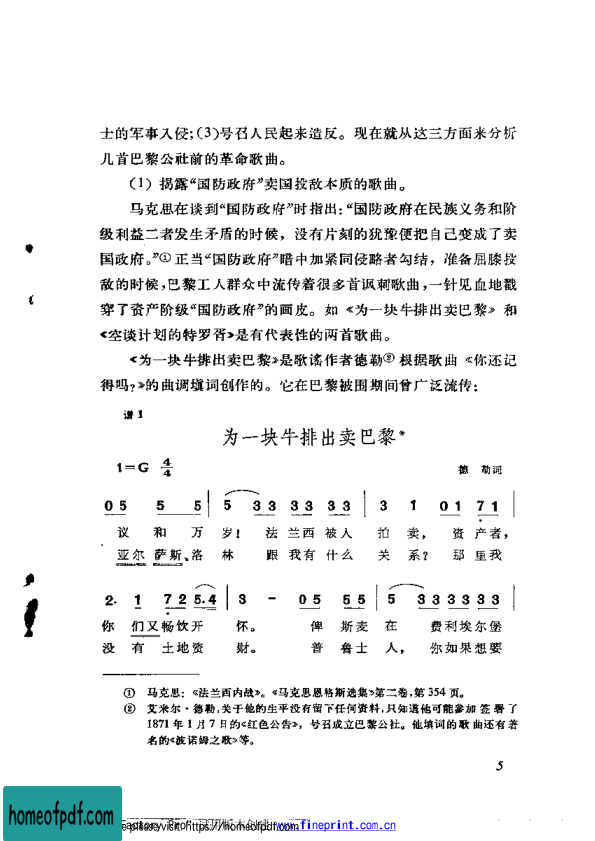 士的军事入侵;(3)号召人民起来造反。现在就从这三方面来分析
几首巴黎公社前的革命歌曲。
(1) 揭露“国防政府”卖国投敌本质的歌曲。
马克思在谈到“国防政府”时指出:“国防政府在民族义务和阶
级利益二者发生矛盾的时候,没有片刻的犹豫便把自己变成了卖
国政府。”①正当“国防政府”暗中加紧同侵略者勾结,准备屈膝投
敌的时候,巴黎工人群众中流传着很多首讽刺歌曲,一针见血地戳
穿了资产阶级“国防政府”的画皮。如《为一块牛排出卖巴黎》和
《空谈计划的特罗胥》是有代表性的两首歌曲。
《为一块牛排出卖巴黎》是歌谣作者德勒②根据歌曲《你还记
得吗?》的曲调填词创作的。它在巴黎被围期间曾广泛流传:
谱1
为一块牛排出卖巴黎*
1=G 4/4
德 勒词
0 5 5 5 5 | 5 3 3 3 3 3 3 3 | 3 1 0 1 7 1 |
议 和 万 岁! 法 兰西 被人 拍 卖, 资 产者,
亚尔 萨斯、洛 林 跟 我有 什么 关 系? 那 里我
2. 1 7 2 5.4 | 3 - 0 5 5 5 | 5 3 3 3 3 3 3
你 们又 畅饮开 怀。 俾 斯麦 在 费利埃尔堡
没 有 土地资 财。 普 鲁士 人, 你如果想要
① 马克思:《法兰西内战》。《马克思恩格斯选集》第二卷,第354页。
② 艾米尔·德勒,关于他的生平没有留下任何资料,只知道他可能参加签署了
1871年1月7日的《红色公告》,号召成立巴黎公社。他填词的歌曲还有著
名的《波诺姆之歌》等。
5
homeofpdf.com
please visit: https://homeofpdf.com
www.fineprint.com.cn